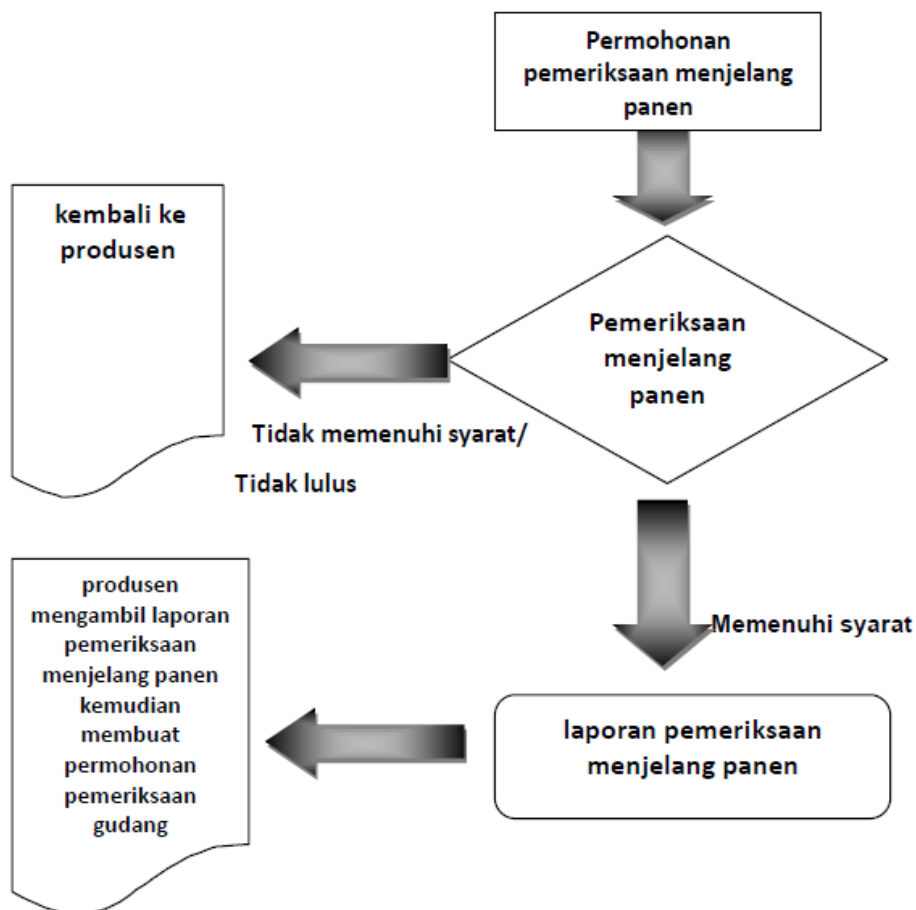 Permohonan
pemeriksaan menjelang
panen
kembali ke
produsen
Pemeriksaan
menjelang
panen
Tidak memenuhi syarat/
Tidak lulus
Memenuhi syarat
produsen
mengambil laporan
pemeriksaan
menjelang panen
kemudian
membuat
permohonan
pemeriksaan
gudang
laporan pemeriksaan
menjelang panen